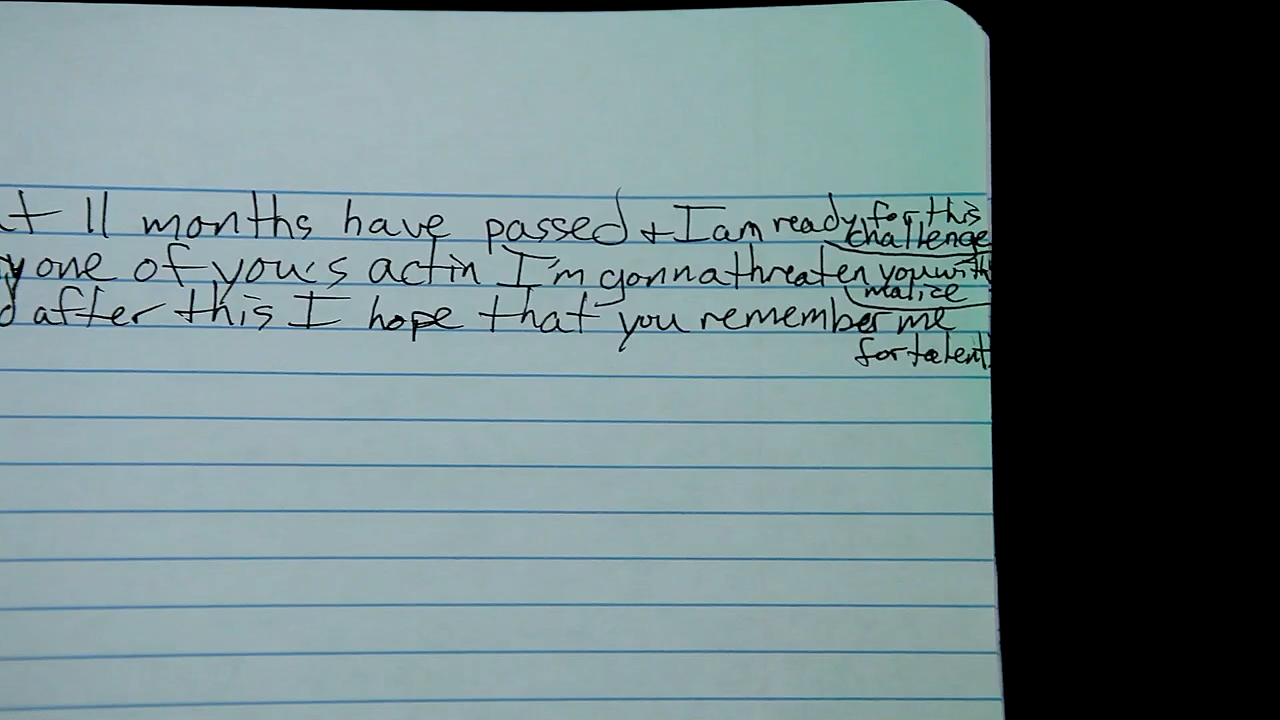 t 11 months have passed + I am ready for this
challenge
y one of you's actin I'm gonna threaten you with
malice
d after this I hope that you remember me
for talent